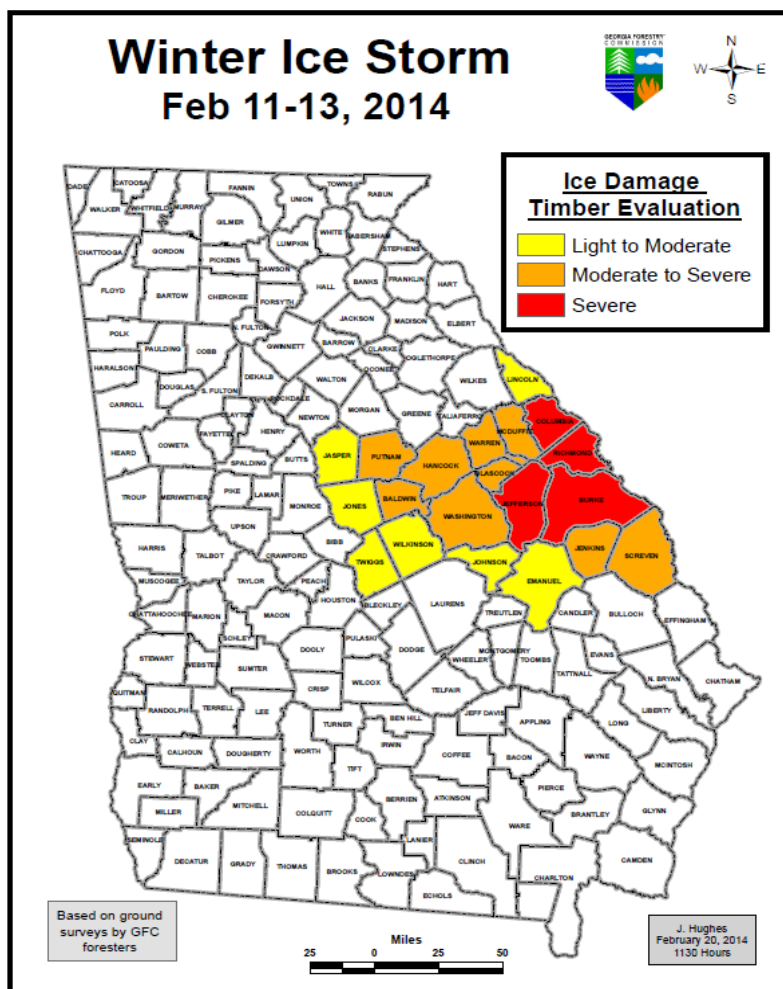 Winter Ice Storm
Feb 11-13, 2014
GEORGIA FORESTRY
COMMISSION
N
W E
S
Ice Damage
Timber Evaluation
Light to Moderate
Moderate to Severe
Severe
DADE
CATOOSA
WHITFIELD
MURRAY
FANNIN
UNION
TOWNS
RABUN
WALKER
GILMER
WHITE
HABERSHAM
LUMPKIN
STEPHENS
CHATTOOGA
GORDON
PICKENS
DAWSON
HALL
BANKS
FRANKLIN
HART
FLOYD
BARTOW
CHEROKEE
FORSYTH
JACKSON
MADISON
ELBERT
POLK
N. FULTON
PAULDING
COBB
GWINNETT
BARROW
CLARKE
OCONEE
OGLETHORPE
HARALSON
DOUGLAS
S. FULTON
DEKALB
WALTON
WILKES
LINCOLN
CARROLL
CLAYTON
ROCKDALE
NEWTON
MORGAN
GREENE
TALIAFERRO
COLUMBIA
MCDUFFIE
WARREN
HEARD
COWETA
FAYETTE
HENRY
SPALDING
BUTTS
JASPER
PUTNAM
HANCOCK
GLASCOCK
RICHMOND
TROUP
MERIWETHER
PIKE
LAMAR
MONROE
JONES
BALDWIN
WASHINGTON
JEFFERSON
BURKE
UPSON
HARRIS
TALBOT
CRAWFORD
BIBB
TWIGGS
WILKINSON
JOHNSON
EMANUEL
JENKINS
SCREVEN
MUSCOGEE
TAYLOR
PEACH
HOUSTON
BLECKLEY
LAURENS
TREUTLEN
CANDLER
BULLOCH
EFFINGHAM
CHATTAHOOCHEE
MARION
MACON
SCHLEY
DOOLY
PULASKI
DODGE
WHEELER
MONTGOMERY
TOOMBS
EVANS
TATTNALL
N. BRYAN
CHATHAM
STEWART
WEBSTER
SUMTER
CRISP
WILCOX
TELFAIR
QUITMAN
RANDOLPH
TERRELL
LEE
TURNER
BEN HILL
JEFF DAVIS
APPLING
LONG
LIBERTY
CLAY
CALHOUN
DOUGHERTY
WORTH
TIFT
IRWIN
COFFEE
BACON
WAYNE
MCINTOSH
EARLY
BAKER
MITCHELL
COLQUITT
COOK
BERRIEN
ATKINSON
PIERCE
BRANTLEY
GLYNN
MILLER
LANIER
WARE
SEMINOLE
DECATUR
GRADY
THOMAS
BROOKS
LOWNDES
ECHOLS
CLINCH
CHARLTON
CAMDEN
Based on ground
surveys by GFC
foresters
Miles
25 0 25 50
J. Hughes
February 20, 2014
1130 Hours